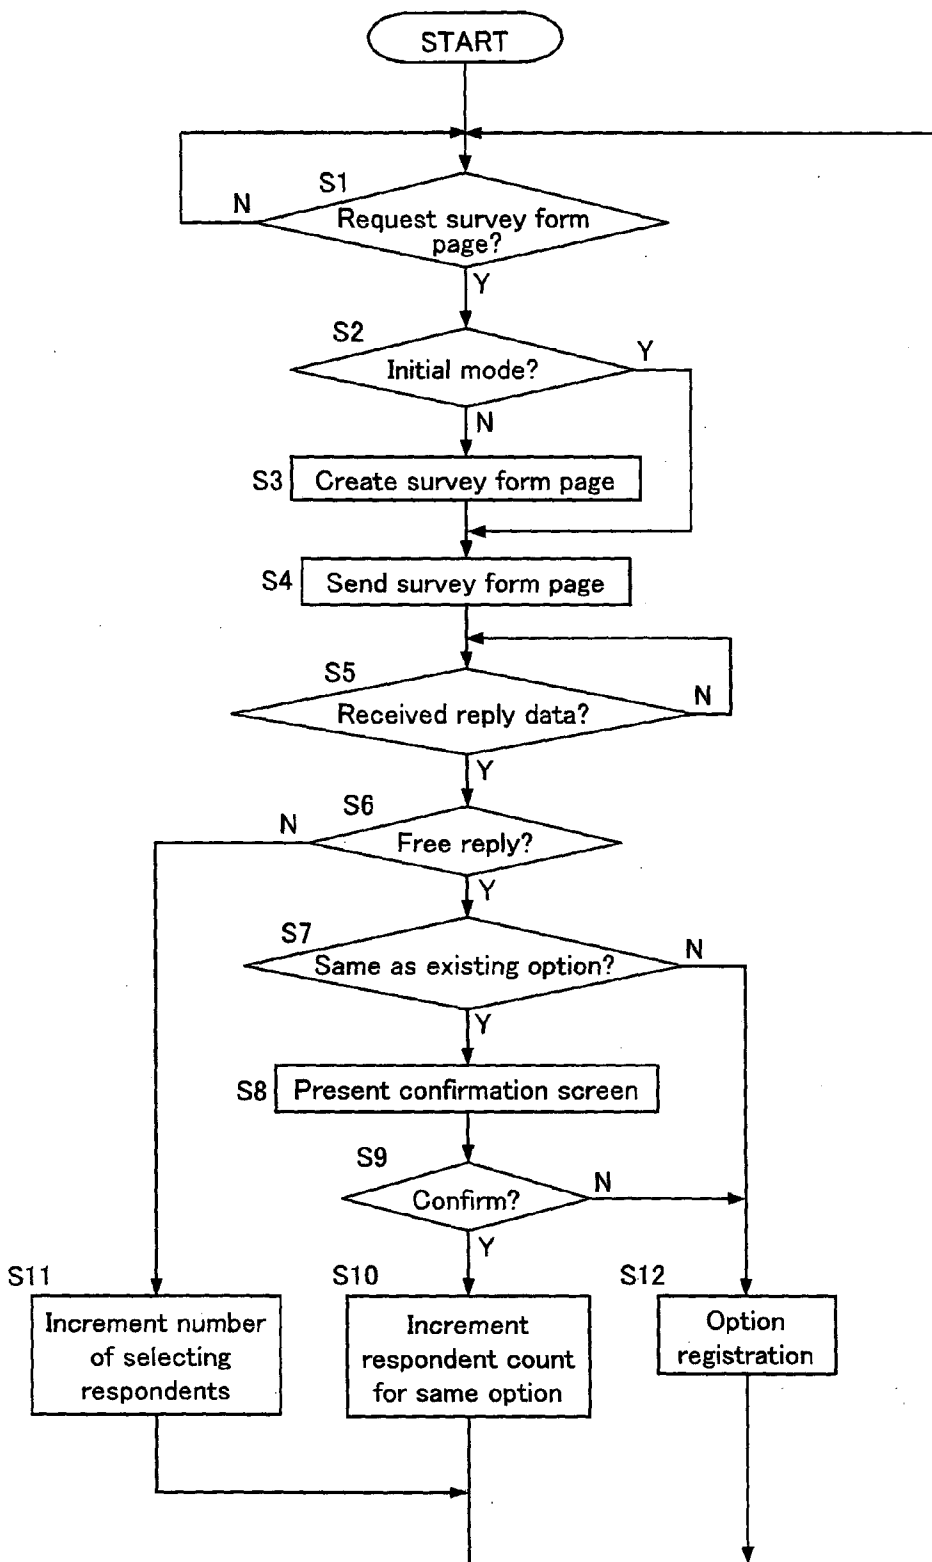 START
S1
N
Request survey form
page?
Y
S2
Y
Initial mode?
N
S3
Create survey form page
S4
Send survey form page
S5
N
Received reply data?
Y
S6
N
Free reply?
Y
S7
N
Same as existing option?
Y
S8
Present confirmation screen
S9
N
Confirm?
Y
S11
Increment number
of selecting
respondents
S10
Increment
respondent count
for same option
S12
Option
registration